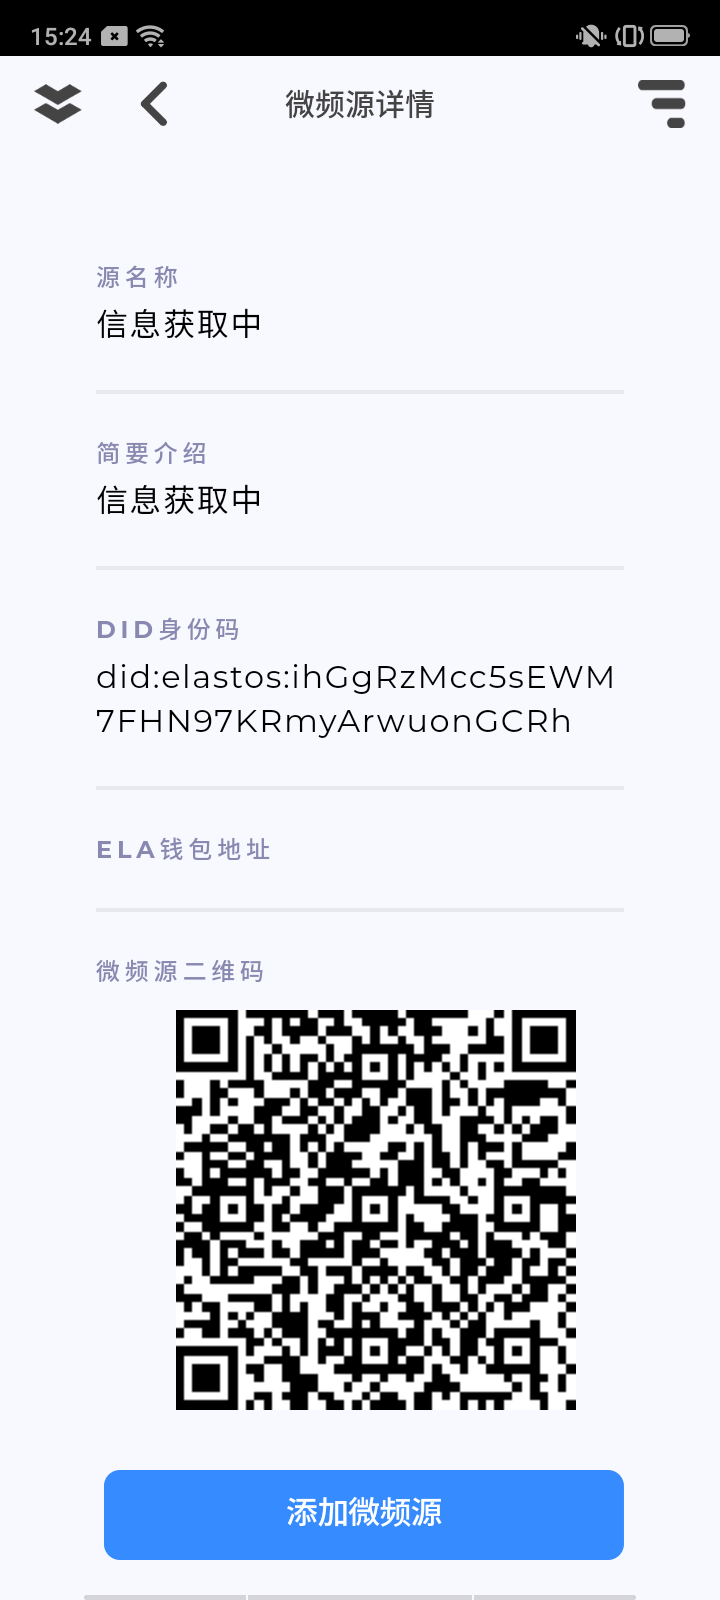 15:24
微频源详情
源名称
信息获取中
简要介绍
信息获取中
DID身份码
did:elastos:ihGgRzMcc5sEWM
7FHN97KRmyArwuonGCRh
ELA钱包地址
微频源二维码
添加微频源